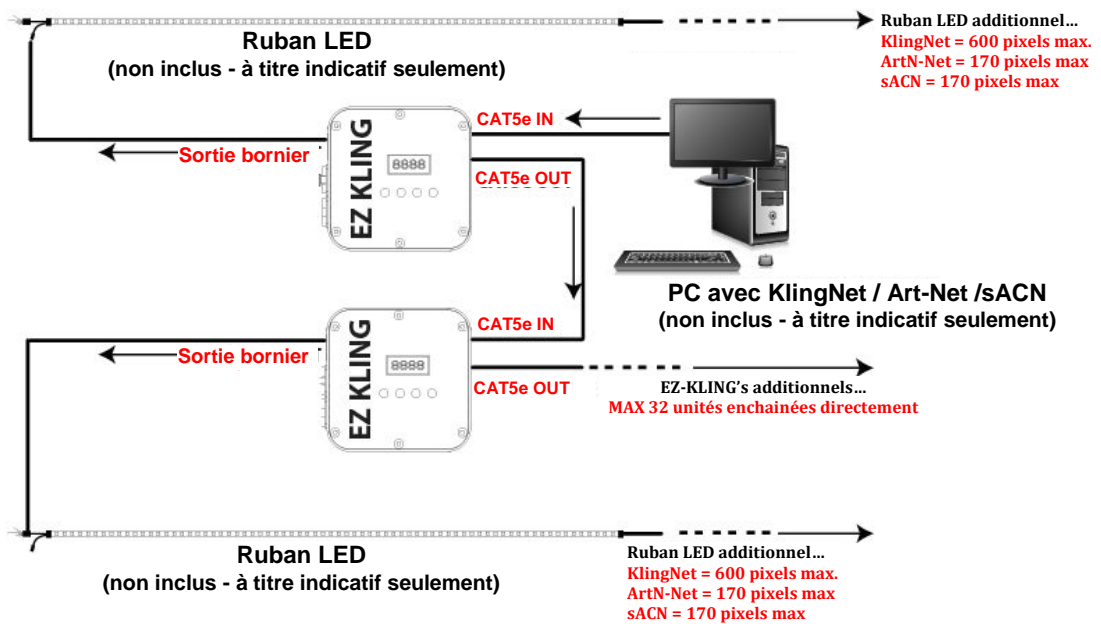 Ruban LED additionnel...
KlingNet = 600 pixels max.
ArtN-Net = 170 pixels max
sACN = 170 pixels max
Ruban LED
(non inclus - à titre indicatif seulement)
CAT5e IN
EZ KLING
8888
Sortie bornier
CAT5e OUT
PC avec KlingNet / Art-Net /sACN
(non inclus - à titre indicatif seulement)
CAT5e IN
EZ KLING
8888
Sortie bornier
CAT5e OUT
EZ-KLING's additionnels...
MAX 32 unités enchainées directement
Ruban LED
(non inclus - à titre indicatif seulement)
Ruban LED additionnel...
KlingNet = 600 pixels max.
ArtN-Net = 170 pixels max
sACN = 170 pixels max